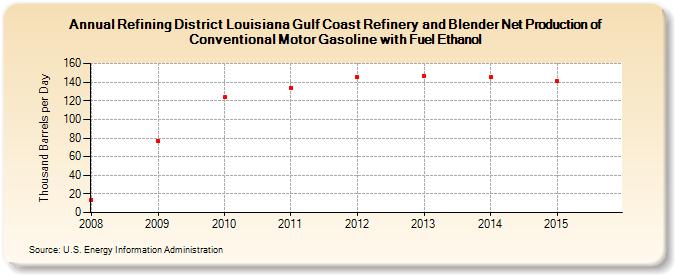 Annual Refining District Louisiana Gulf Coast Refinery and Blender Net Production of
Conventional Motor Gasoline with Fuel Ethanol
Thousand Barrels per Day
160
140
120
100
80
60
40
20
0
2008 2009 2010 2011 2012 2013 2014 2015
Source: U.S. Energy Information Administration